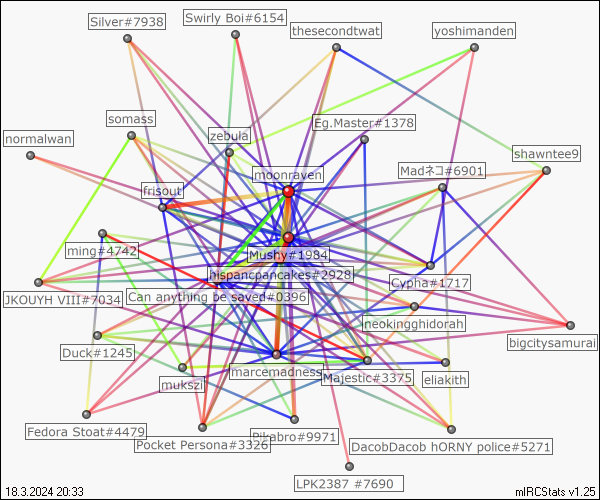 Silver#7938
Swirly Boi#6154
thesecondtwat
yoshimanden
somass
zebula
Eg.Master#1378
normalwan
shawntee9
moonraven
Madネコ#6901
frisout
ming#4742
Mushy#1984
hispancpancakes#2928
Cypha#1717
JKOUYH VIII#7034
Can anything be saved#0396
neokingghidorah
bigcitysamurai
Duck#1245
marcemadness
Majestic#3375
eliakith
mukszi
Fedora Stoat#4479
Pocket Persona#3326
Pikabro#9971
DacobDacob hORNY police#5271
LPK2387 #7690
18.3.2024 20:33
mIRCStats v1.25